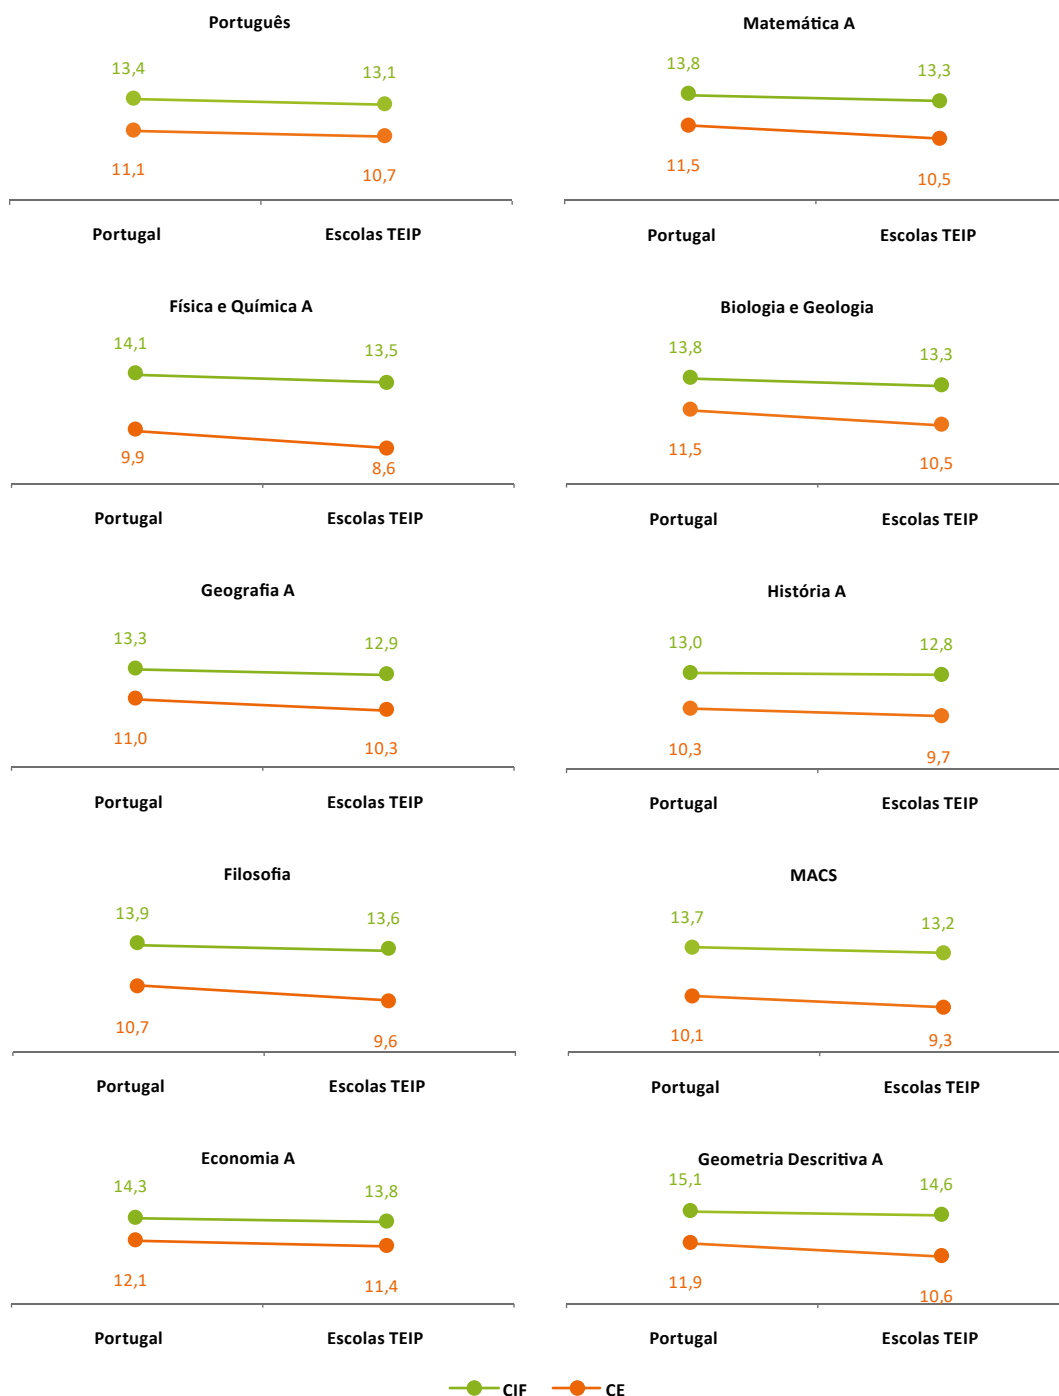 Português
13,4
13,1
11,1
10,7
Portugal
Escolas TEIP
Matemática A
13,8
13,3
11,5
10,5
Portugal
Escolas TEIP
Física e Química A
14,1
13,5
9,9
8,6
Portugal
Escolas TEIP
Biologia e Geologia
13,8
13,3
11,5
10,5
Portugal
Escolas TEIP
Geografia A
13,3
12,9
11,0
10,3
Portugal
Escolas TEIP
História A
13,0
12,8
10,3
9,7
Portugal
Escolas TEIP
Filosofia
13,9
13,6
10,7
9,6
Portugal
Escolas TEIP
MACS
13,7
13,2
10,1
9,3
Portugal
Escolas TEIP
Economia A
14,3
13,8
12,1
11,4
Portugal
Escolas TEIP
Geometria Descritiva A
15,1
14,6
11,9
10,6
Portugal
Escolas TEIP
CIF
CE